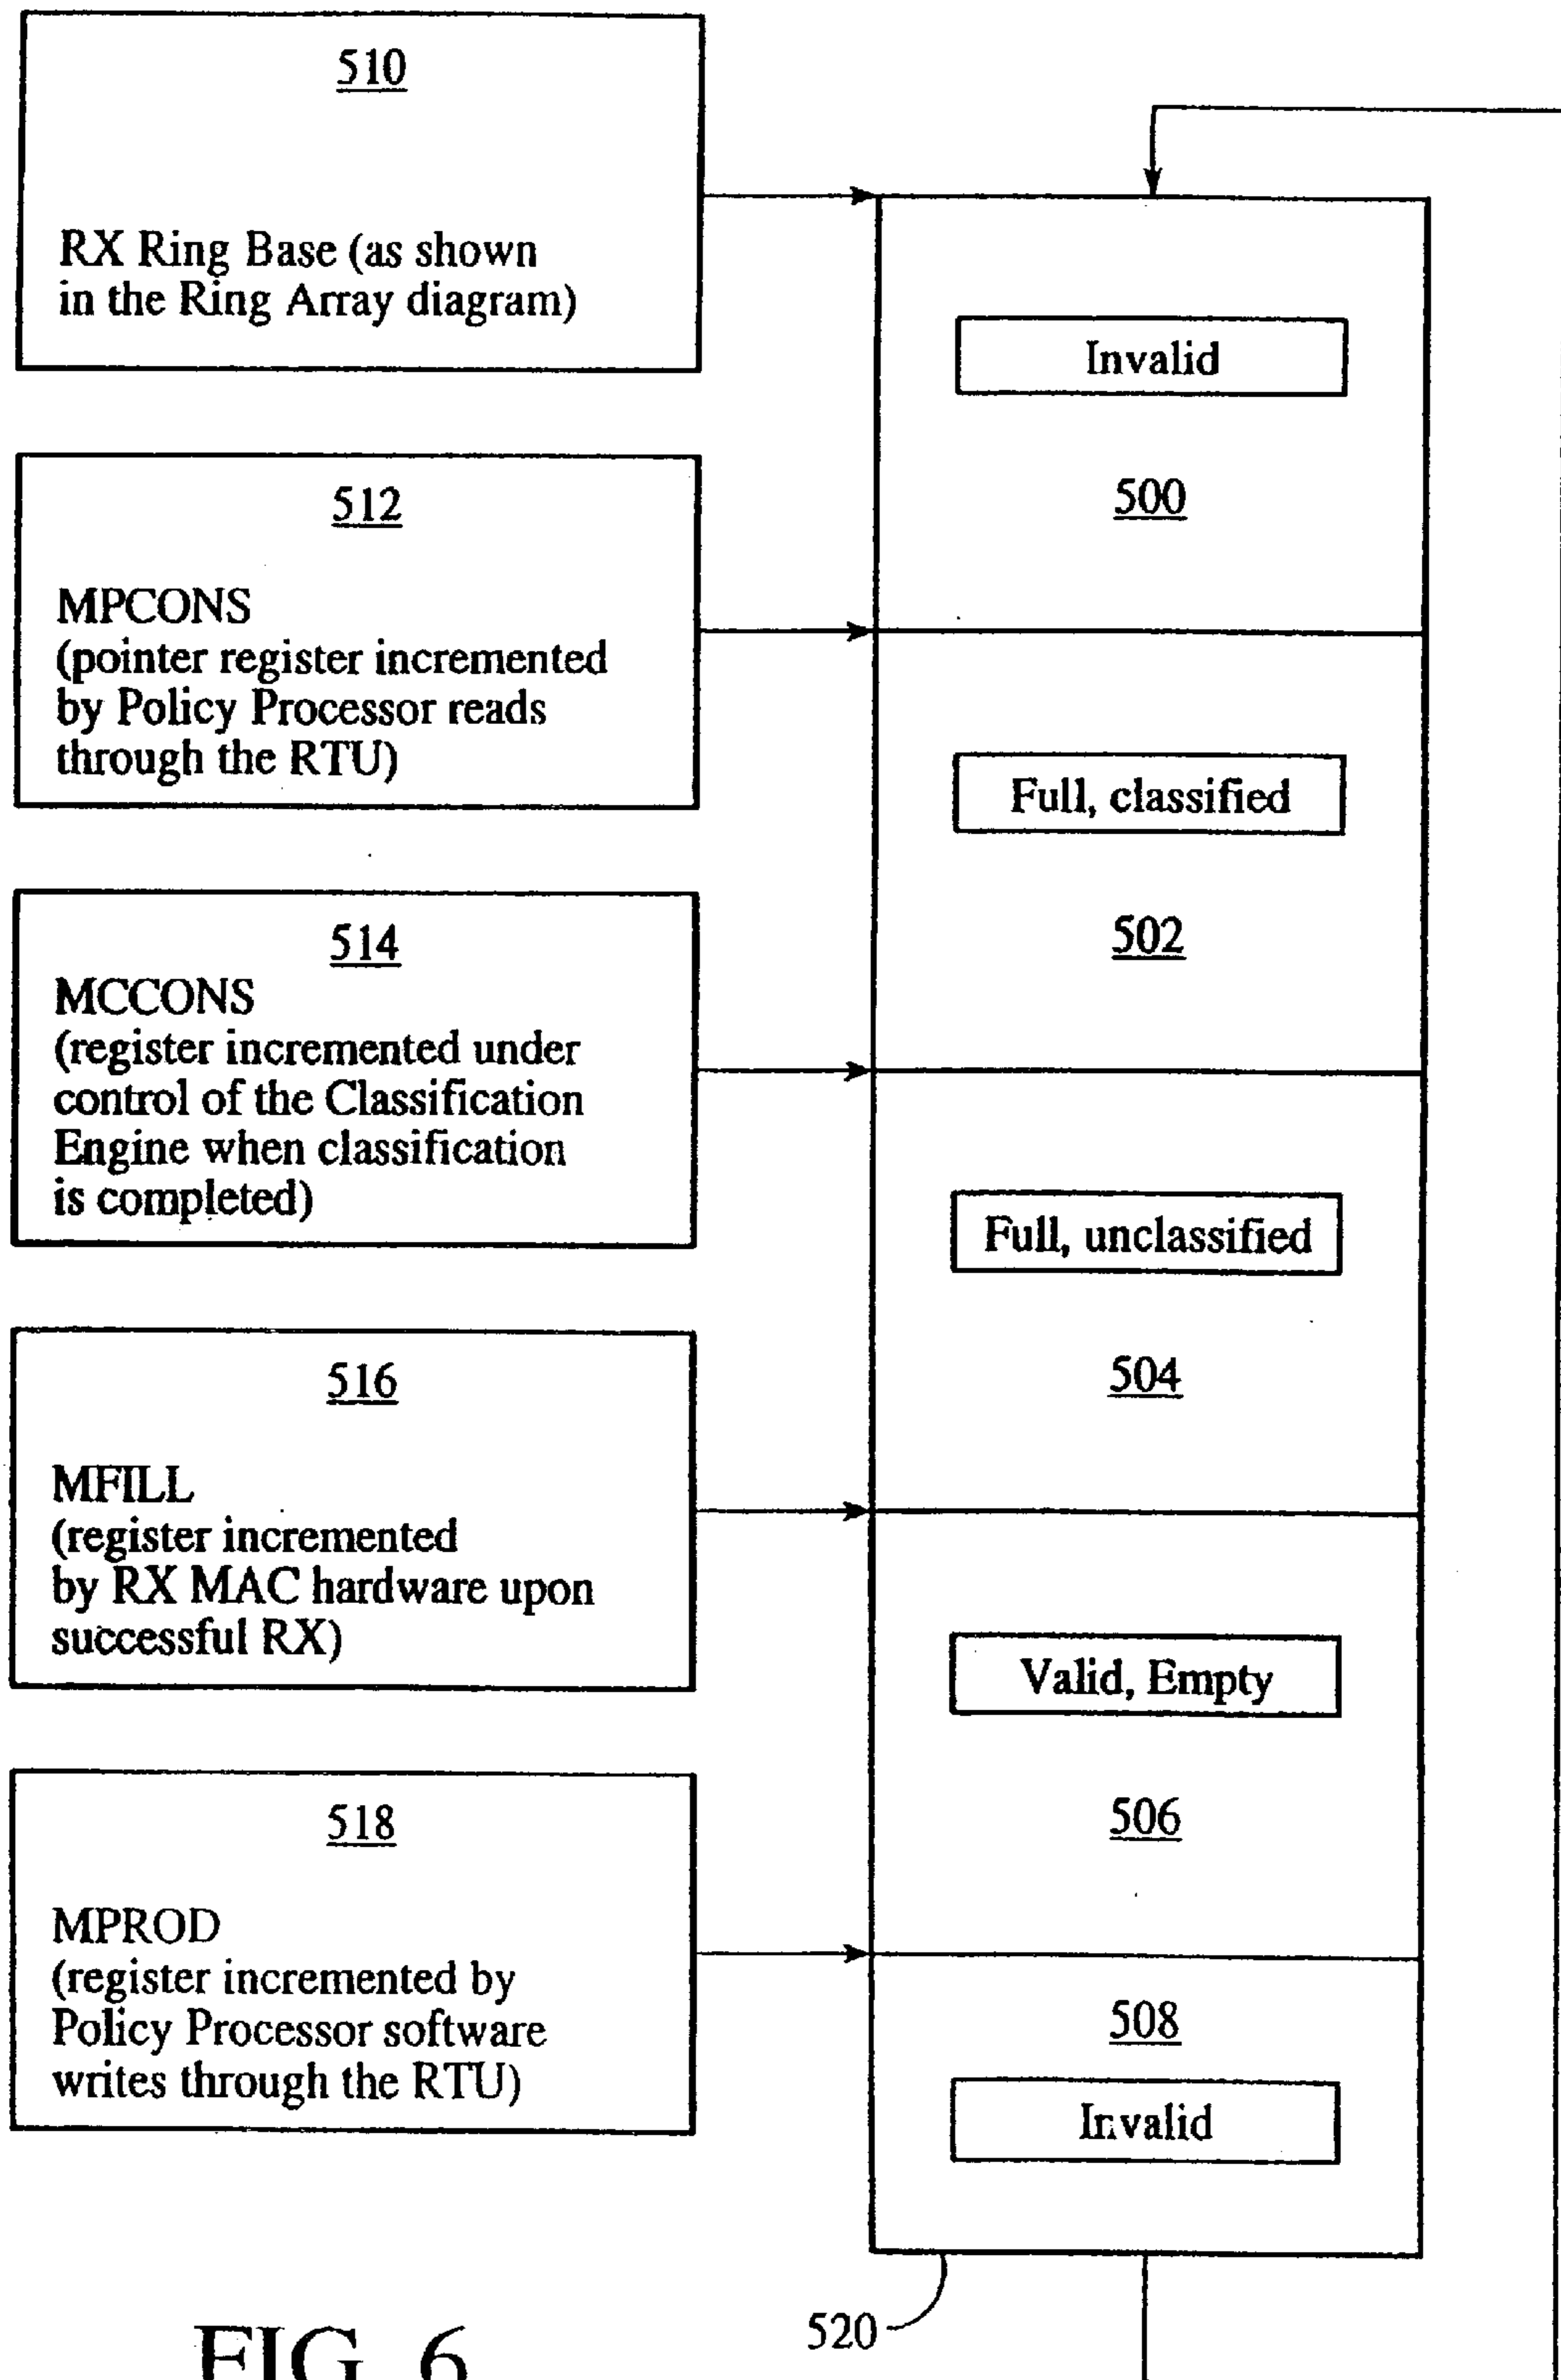 510
RX Ring Base (as shown
in the Ring Array diagram)
Invalid
500
512
MPCONS
(pointer register incremented
by Policy Processor reads
through the RTU)
Full, classified
502
514
MCCONS
(register incremented under
control of the Classification
Engine when classification
is completed)
Full, unclassified
504
516
MFILL
(register incremented
by RX MAC hardware upon
successful RX)
Valid, Empty
506
518
MPROD
(register incremented by
Policy Processor software
writes through the RTU)
508
Invalid
520
FIG. 6